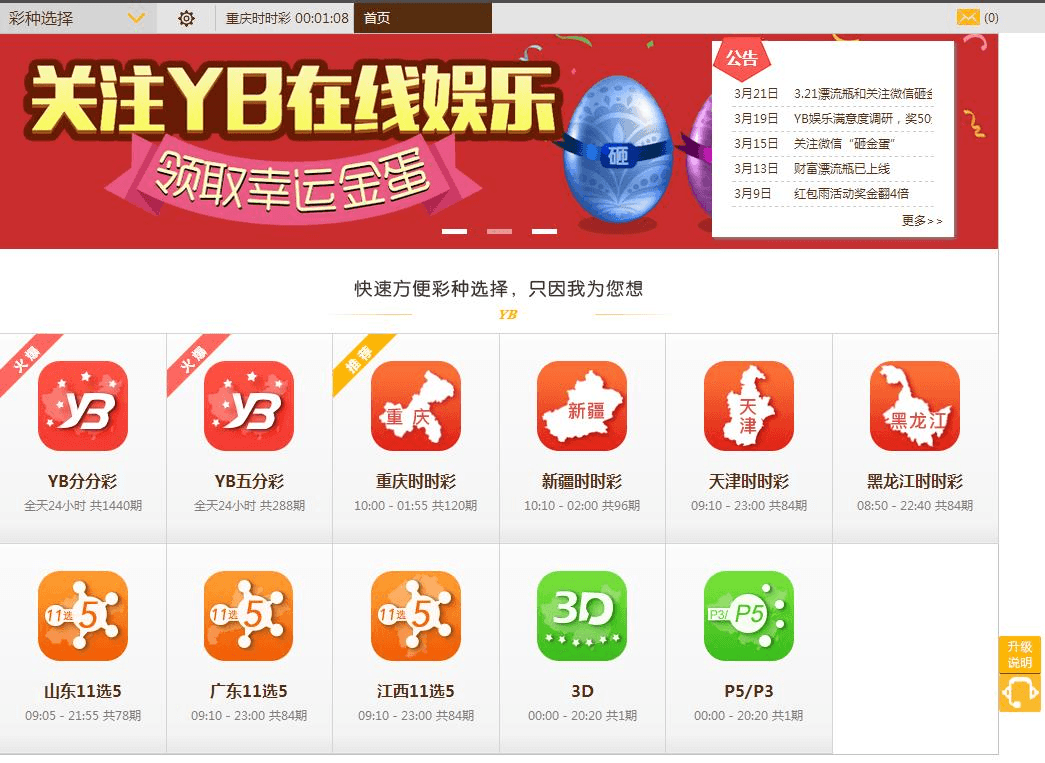 彩种选择
重庆时时彩 00:01:08
首页
(0)
关注YB在线娱乐
领取幸运金蛋
砸
公告
3月21日 3.21漂流瓶和关注微信砸金
3月19日 YB娱乐满意度调研，奖50
3月15日 关注微信“砸金蛋”
3月13日 财富漂流瓶已上线
3月9日 红包雨活动奖金翻4倍
更多>>
快速方便彩种选择，只因我为您想
YB
火爆
YB
YB分分彩
全天24小时 共1440期
火爆
YB
YB五分彩
全天24小时 共288期
推荐
重庆
重庆时时彩
10:00 - 01:55 共120期
新疆
新疆时时彩
10:10 - 02:00 共96期
天津
天津时时彩
09:10 - 23:00 共84期
黑龙江
黑龙江时时彩
08:50 - 22:40 共84期
11选5
山东11选5
09:05 - 21:55 共78期
11选5
广东11选5
09:10 - 23:00 共84期
11选5
江西11选5
09:10 - 23:00 共84期
3D
3D
00:00 - 20:20 共1期
P3/P5
P5/P3
00:00 - 20:20 共1期
升级
说明